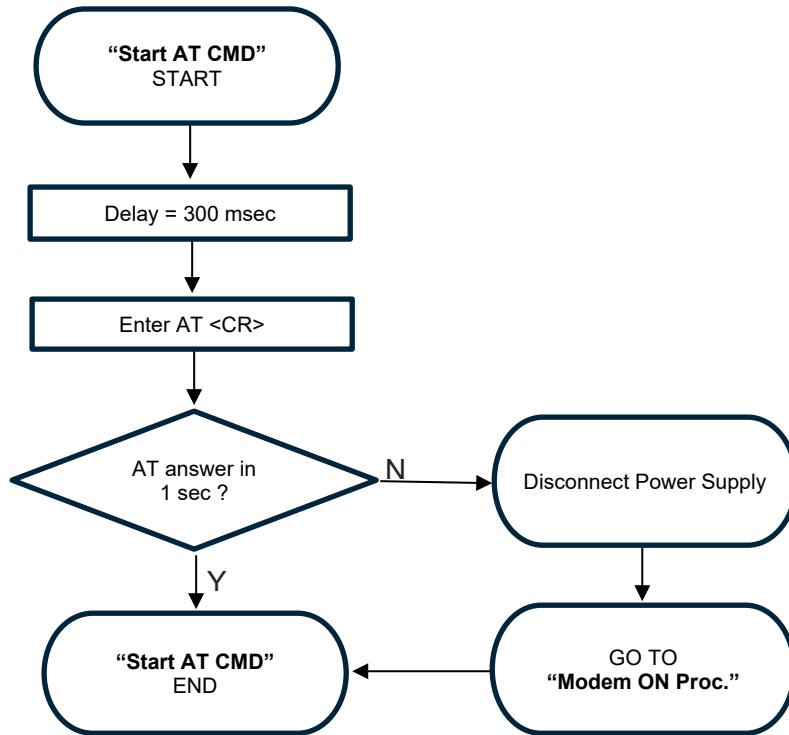 “Start AT CMD”
START
Delay = 300 msec
Enter AT <CR>
AT answer in
1 sec ?
N
Disconnect Power Supply
Y
“Start AT CMD”
END
GO TO
“Modem ON Proc.”